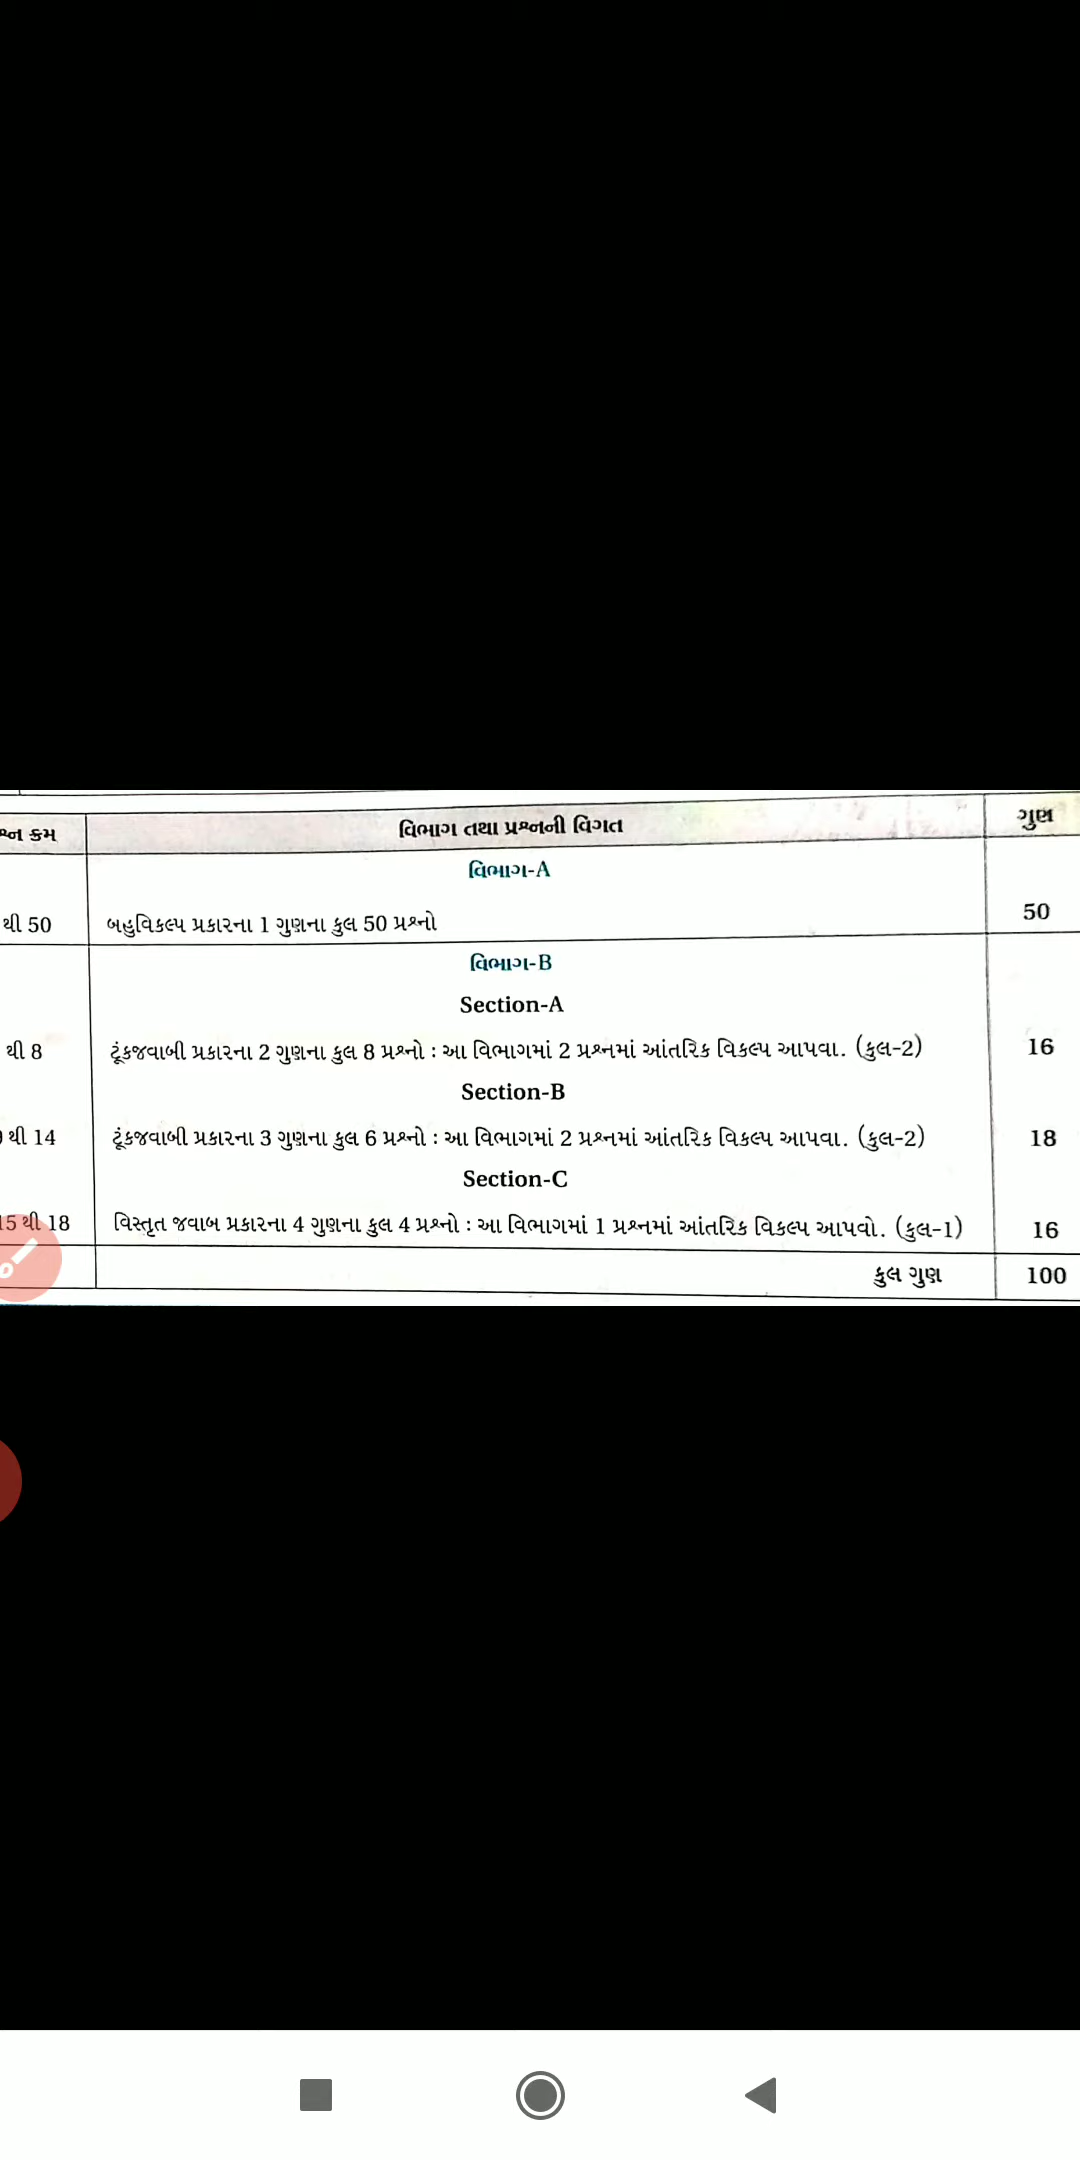 ક્રમ વિભાગ તથા પ્રશ્નની વિગત ગુણ
વિભાગ-A
થી 50 બહુવિકલ્પ પ્રકારના 1 ગુણના કુલ 50 પ્રશ્નો 50
વિભાગ-B
Section-A
થી 8 ટૂંકજવાબી પ્રકારના 2 ગુણના કુલ 8 પ્રશ્નો : આ વિભાગમાં 2 પ્રશ્નમાં આંતરિક વિકલ્પ આપવા. (કુલ-2) 16
Section-B
થી 14 ટૂંકજવાબી પ્રકારના 3 ગુણના કુલ 6 પ્રશ્નો : આ વિભાગમાં 2 પ્રશ્નમાં આંતરિક વિકલ્પ આપવા. (કુલ-2) 18
Section-C
15 થી 18 વિસ્તૃત જવાબ પ્રકારના 4 ગુણના કુલ 4 પ્રશ્નો : આ વિભાગમાં 1 પ્રશ્નમાં આંતરિક વિકલ્પ આપવો. (કુલ-1) 16
કુલ ગુણ 100